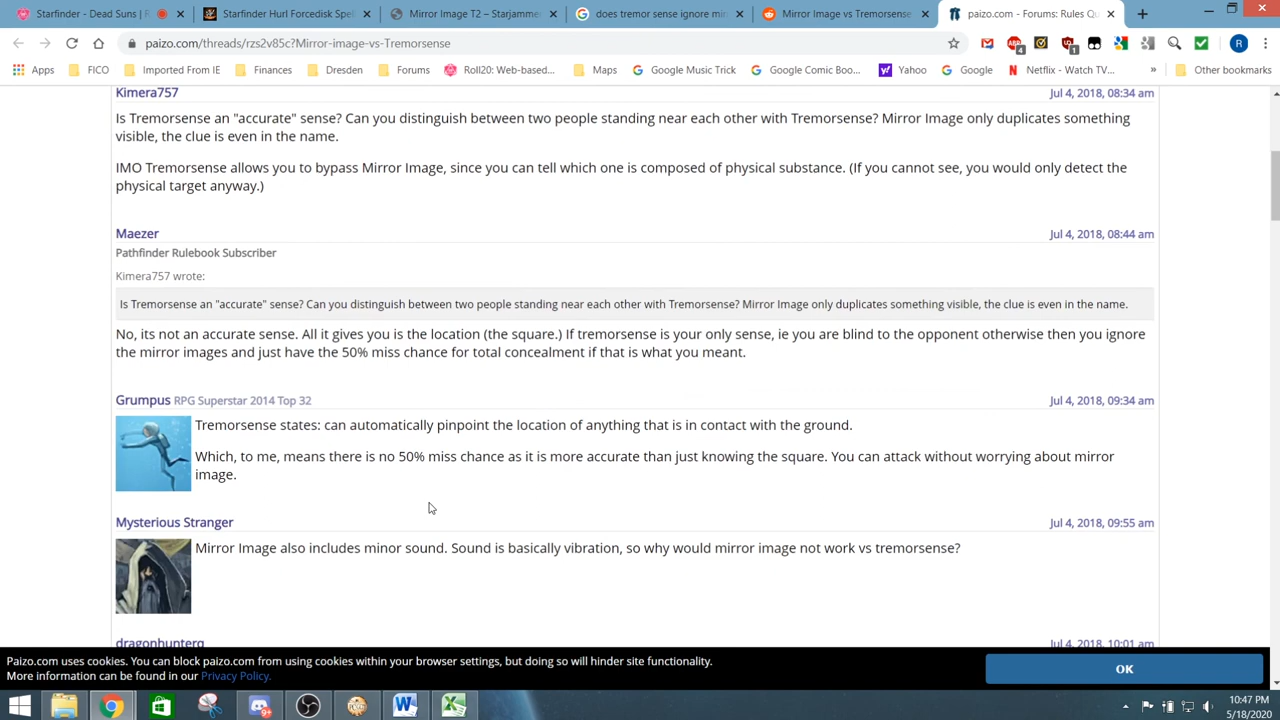 Starfinder - Dead Suns | R
Starfinder Hurl Forcedisk Spel
Mirror Image T2 – Starjammer
does tremor sense ignore mir
Mirror Image vs Tremorsense
paizo.com - Forums: Rules Qu
paizo.com/threads/rzs2v85c?Mirror-image-vs-Tremorsense
Apps
FICO
Imported From IE
Finances
Dresden
Forums
Roll20: Web-based...
Maps
Google Music Trick
Google Comic Boo...
Yahoo
Google
Netflix - Watch TV...
»
Other bookmarks
Kimera757 Jul 4, 2018, 08:34 am
Is Tremorsense an "accurate" sense? Can you distinguish between two people standing near each other with Tremorsense? Mirror Image only duplicates something
visible, the clue is even in the name.
IMO Tremorsense allows you to bypass Mirror Image, since you can tell which one is composed of physical substance. (If you cannot see, you would only detect the
physical target anyway.)
Maezer Jul 4, 2018, 08:44 am
Pathfinder Rulebook Subscriber
Kimera757 wrote:
Is Tremorsense an "accurate" sense? Can you distinguish between two people standing near each other with Tremorsense? Mirror Image only duplicates something visible, the clue is even in the name.
No, its not an accurate sense. All it gives you is the location (the square.) If tremorsense is your only sense, ie you are blind to the opponent otherwise then you ignore
the mirror images and just have the 50% miss chance for total concealment if that is what you meant.
Grumpus RPG Superstar 2014 Top 32 Jul 4, 2018, 09:34 am
Tremorsense states: can automatically pinpoint the location of anything that is in contact with the ground.
Which, to me, means there is no 50% miss chance as it is more accurate than just knowing the square. You can attack without worrying about mirror
image.
Mysterious Stranger Jul 4, 2018, 09:55 am
Mirror Image also includes minor sound. Sound is basically vibration, so why would mirror image not work vs tremorsense?
dragonhunterq Jul 4, 2018, 10:01 am
Paizo.com uses cookies. You can block paizo.com from using cookies within your browser settings, but doing so will hinder site functionality.
More information can be found in our Privacy Policy.
OK
10:47 PM
5/18/2020